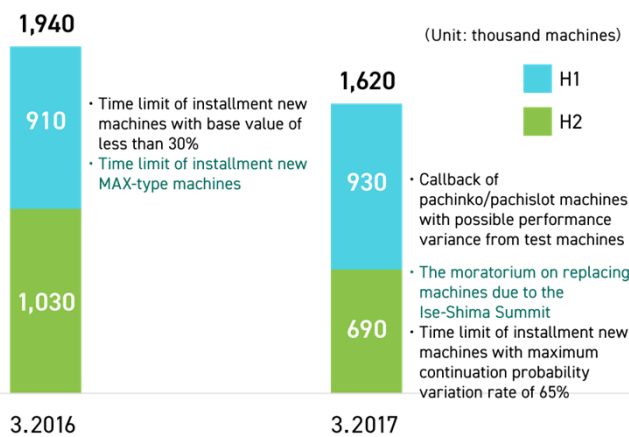 1,940
(Unit: thousand machines)
H1
H2
910
1,030
・Time limit of installment new
machines with base value of
less than 30%
・Time limit of installment new
MAX-type machines
1,620
930
690
・Callback of
pachinko/pachislot machines
with possible performance
variance from test machines
・The moratorium on replacing
machines due to the
Ise-Shima Summit
・Time limit of installment new
machines with maximum
continuation probability
variation rate of 65%
3.2016
3.2017